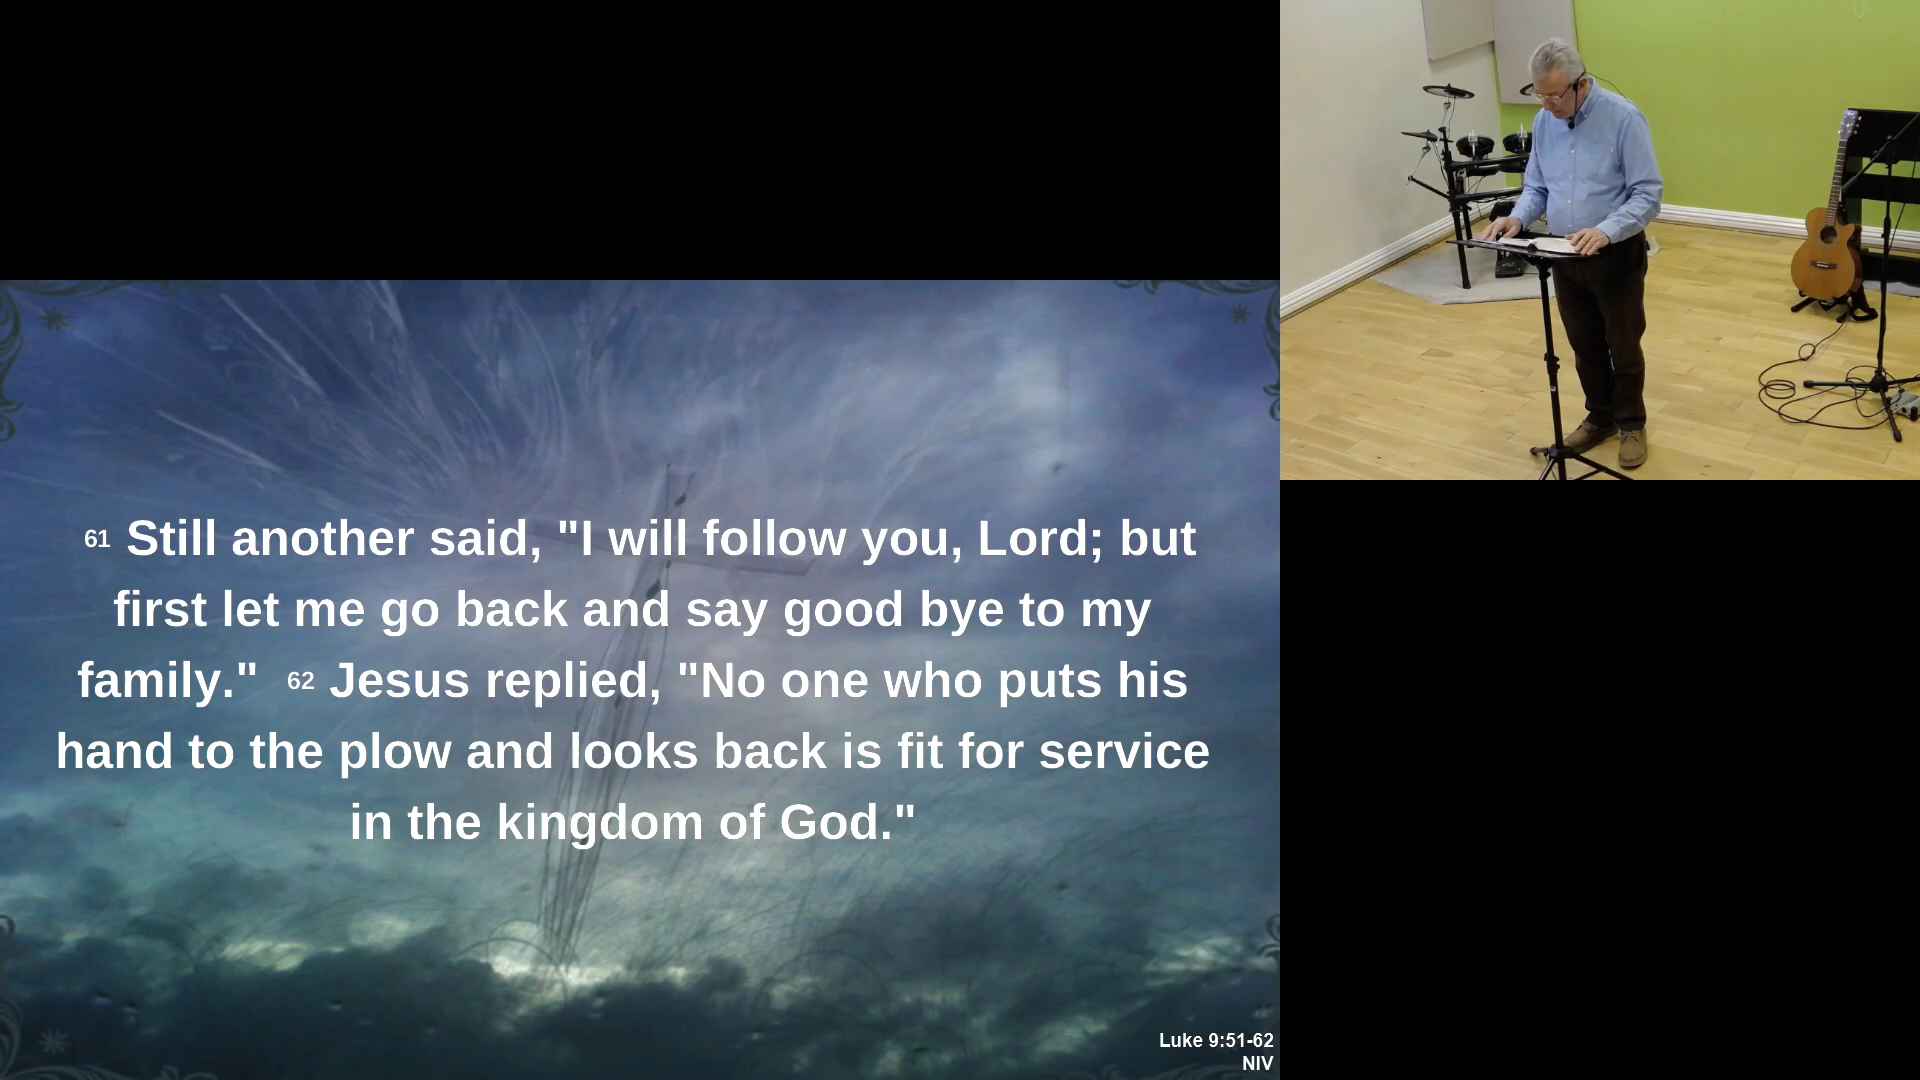 61 Still another said, "I will follow you, Lord; but
first let me go back and say good bye to my
family."  62 Jesus replied, "No one who puts his
hand to the plow and looks back is fit for service
in the kingdom of God."
Luke 9:51-62
NIV